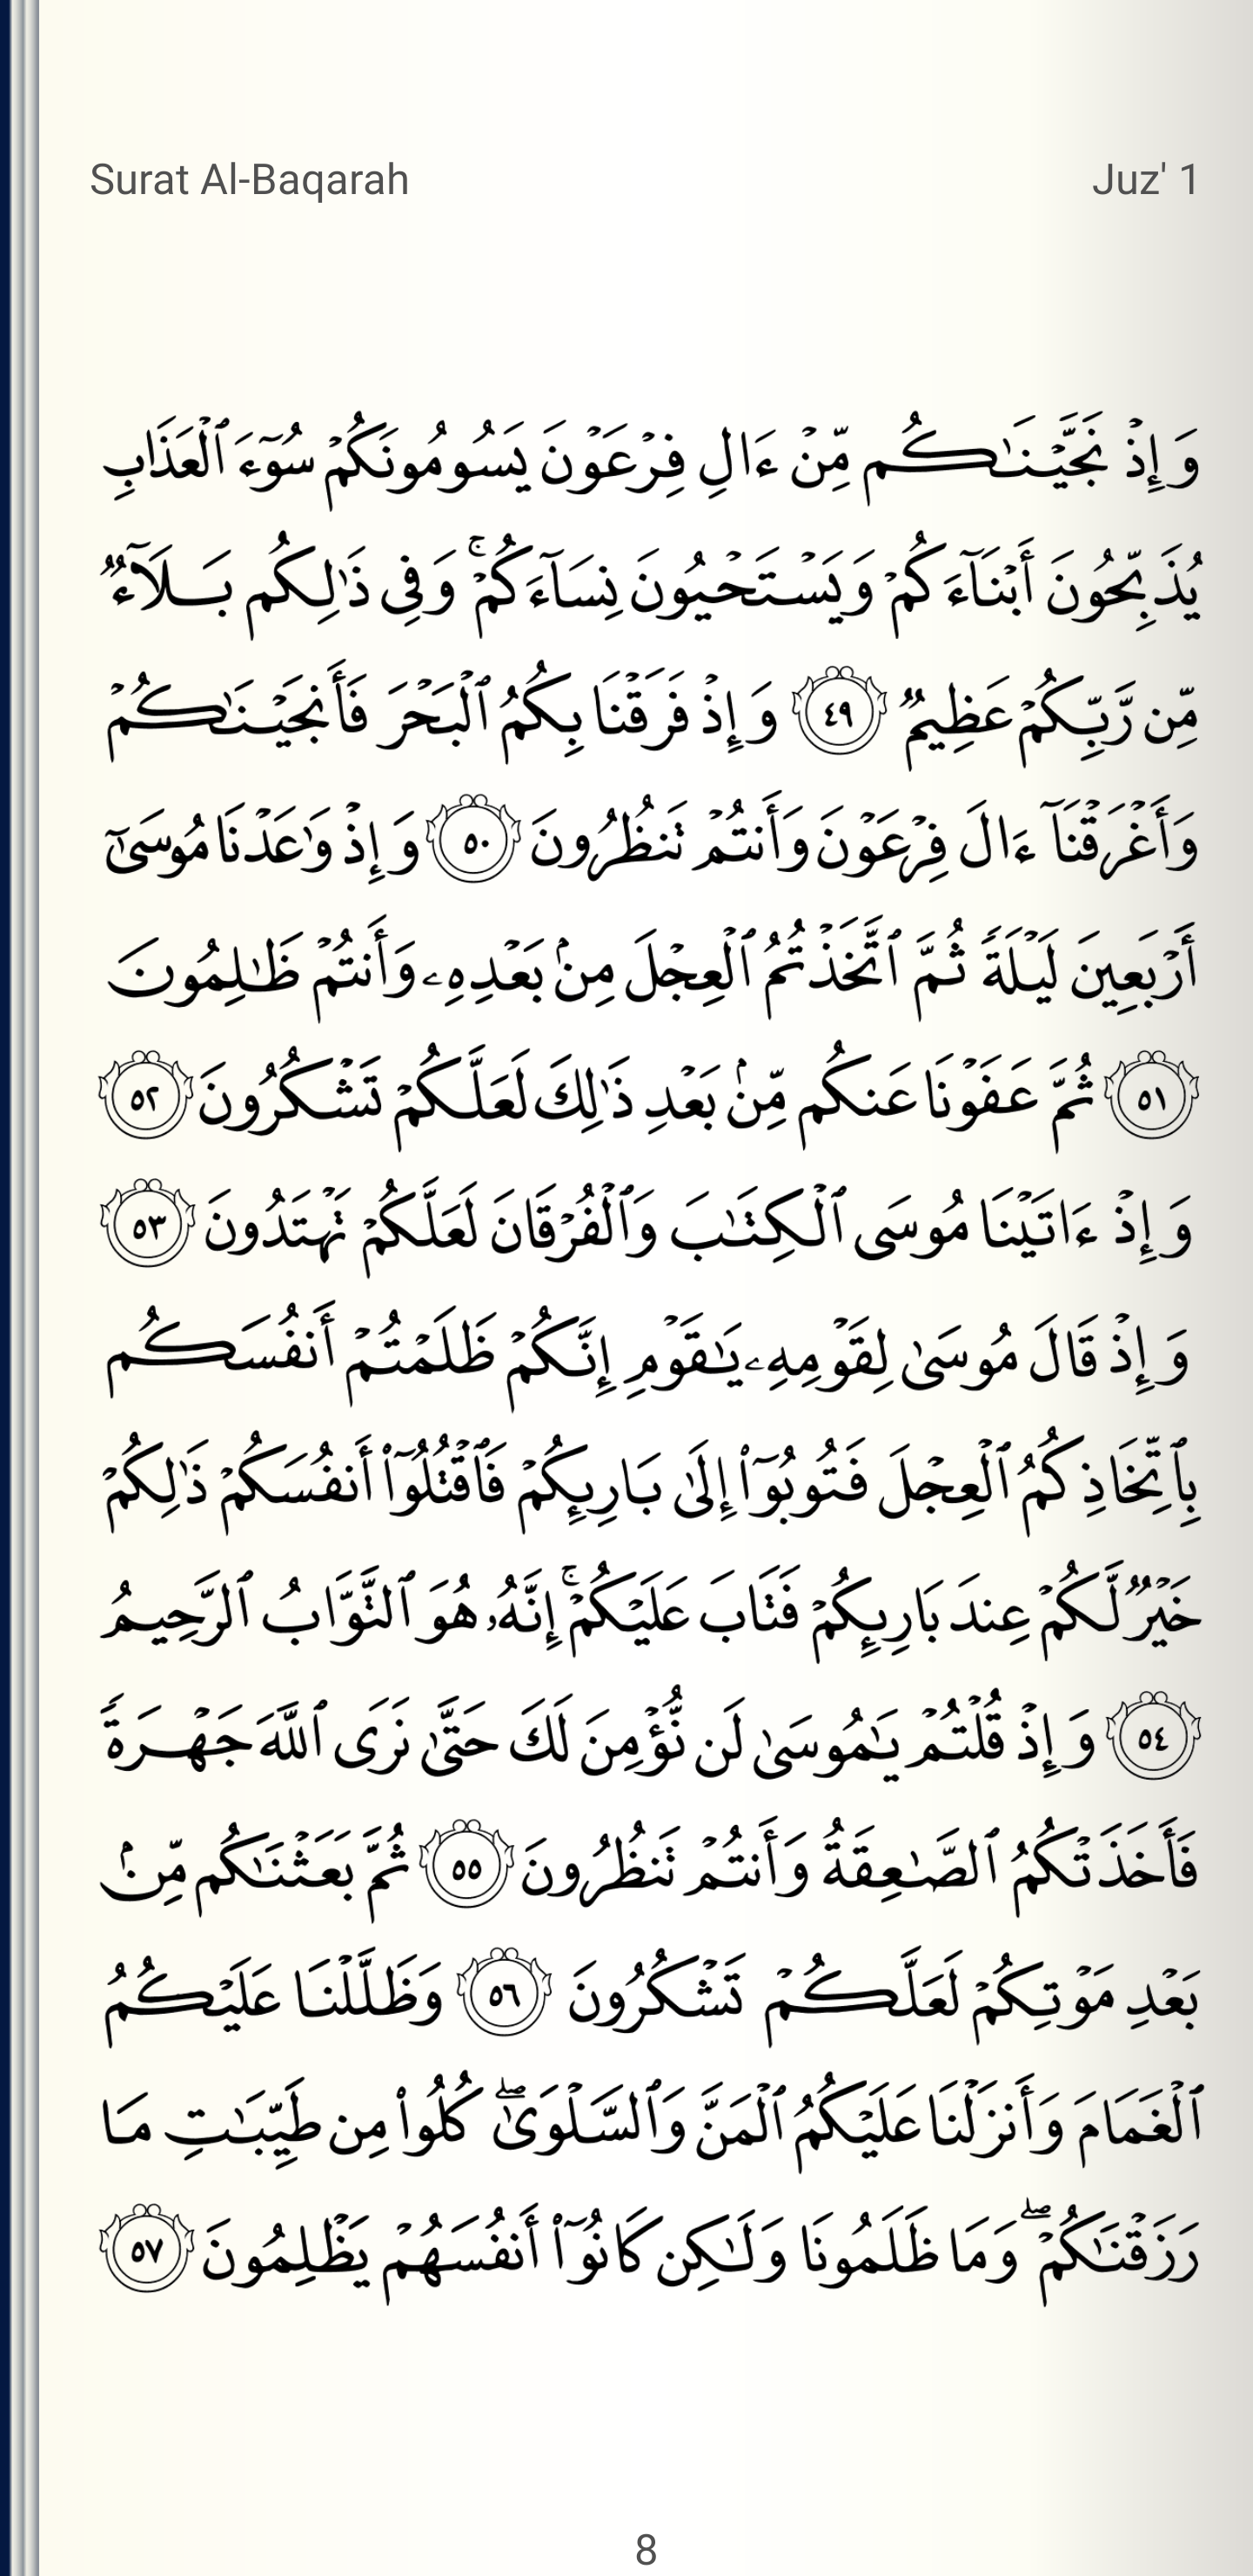 Surat Al-Baqarah
Juz' 1
وَإِذۡ نَجَّيۡنَٰكُم مِّنۡ ءَالِ فِرۡعَوۡنَ يَسُومُونَكُمۡ سُوٓءَ ٱلۡعَذَابِ
يُذَبِّحُونَ أَبۡنَآءَكُمۡ وَيَسۡتَحۡيُونَ نِسَآءَكُمۡۚ وَفِي ذَٰلِكُم بَلَآءٞ
مِّن رَّبِّكُمۡ عَظِيمٞ ٤٩ وَإِذۡ فَرَقۡنَا بِكُمُ ٱلۡبَحۡرَ فَأَنجَيۡنَٰكُمۡ
وَأَغۡرَقۡنَآ ءَالَ فِرۡعَوۡنَ وَأَنتُمۡ تَنظُرُونَ ٥٠ وَإِذۡ وَٰعَدۡنَا مُوسَىٰٓ
أَرۡبَعِينَ لَيۡلَةٗ ثُمَّ ٱتَّخَذۡتُمُ ٱلۡعِجۡلَ مِنۢ بَعۡدِهِۦ وَأَنتُمۡ ظَٰلِمُونَ
٥١ ثُمَّ عَفَوۡنَا عَنكُم مِّنۢ بَعۡدِ ذَٰلِكَ لَعَلَّكُمۡ تَشۡكُرُونَ ٥٢
وَإِذۡ ءَاتَيۡنَا مُوسَى ٱلۡكِتَٰبَ وَٱلۡفُرۡقَانَ لَعَلَّكُمۡ تَهۡتَدُونَ ٥٣
وَإِذۡ قَالَ مُوسَىٰ لِقَوۡمِهِۦ يَٰقَوۡمِ إِنَّكُمۡ ظَلَمۡتُمۡ أَنفُسَكُم
بِٱتِّخَاذِكُمُ ٱلۡعِجۡلَ فَتُوبُوٓاْ إِلَىٰ بَارِئِكُمۡ فَٱقۡتُلُوٓاْ أَنفُسَكُمۡ ذَٰلِكُمۡ
خَيۡرٞ لَّكُمۡ عِندَ بَارِئِكُمۡ فَتَابَ عَلَيۡكُمۡۚ إِنَّهُۥ هُوَ ٱلتَّوَّابُ ٱلرَّحِيمُ
٥٤ وَإِذۡ قُلۡتُمۡ يَٰمُوسَىٰ لَن نُّؤۡمِنَ لَكَ حَتَّىٰ نَرَى ٱللَّهَ جَهۡرَةٗ
فَأَخَذَتۡكُمُ ٱلصَّٰعِقَةُ وَأَنتُمۡ تَنظُرُونَ ٥٥ ثُمَّ بَعَثۡنَٰكُم مِّنۢ
بَعۡدِ مَوۡتِكُمۡ لَعَلَّكُمۡ تَشۡكُرُونَ ٥٦ وَظَلَّلۡنَا عَلَيۡكُمُ
ٱلۡغَمَامَ وَأَنزَلۡنَا عَلَيۡكُمُ ٱلۡمَنَّ وَٱلسَّلۡوَىٰۖ كُلُواْ مِن طَيِّبَٰتِ مَا
رَزَقۡنَٰكُمۡۖ وَمَا ظَلَمُونَا وَلَٰكِن كَانُوٓاْ أَنفُسَهُمۡ يَظۡلِمُونَ ٥٧
8